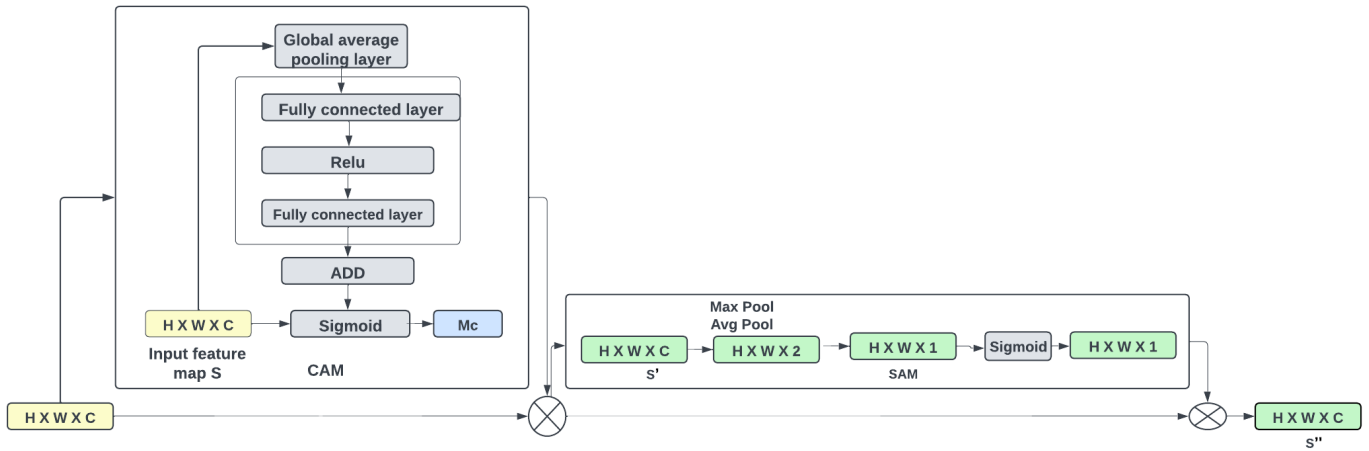 Global average
pooling layer
Fully connected layer
Relu
Fully connected layer
ADD
H X W X C
Sigmoid
Mc
Input feature
map S
CAM
H X W X C
Max Pool
Avg Pool
H X W X C
H X W X 2
H X W X 1
Sigmoid
H X W X 1
S'
SAM
H X W X C
S"